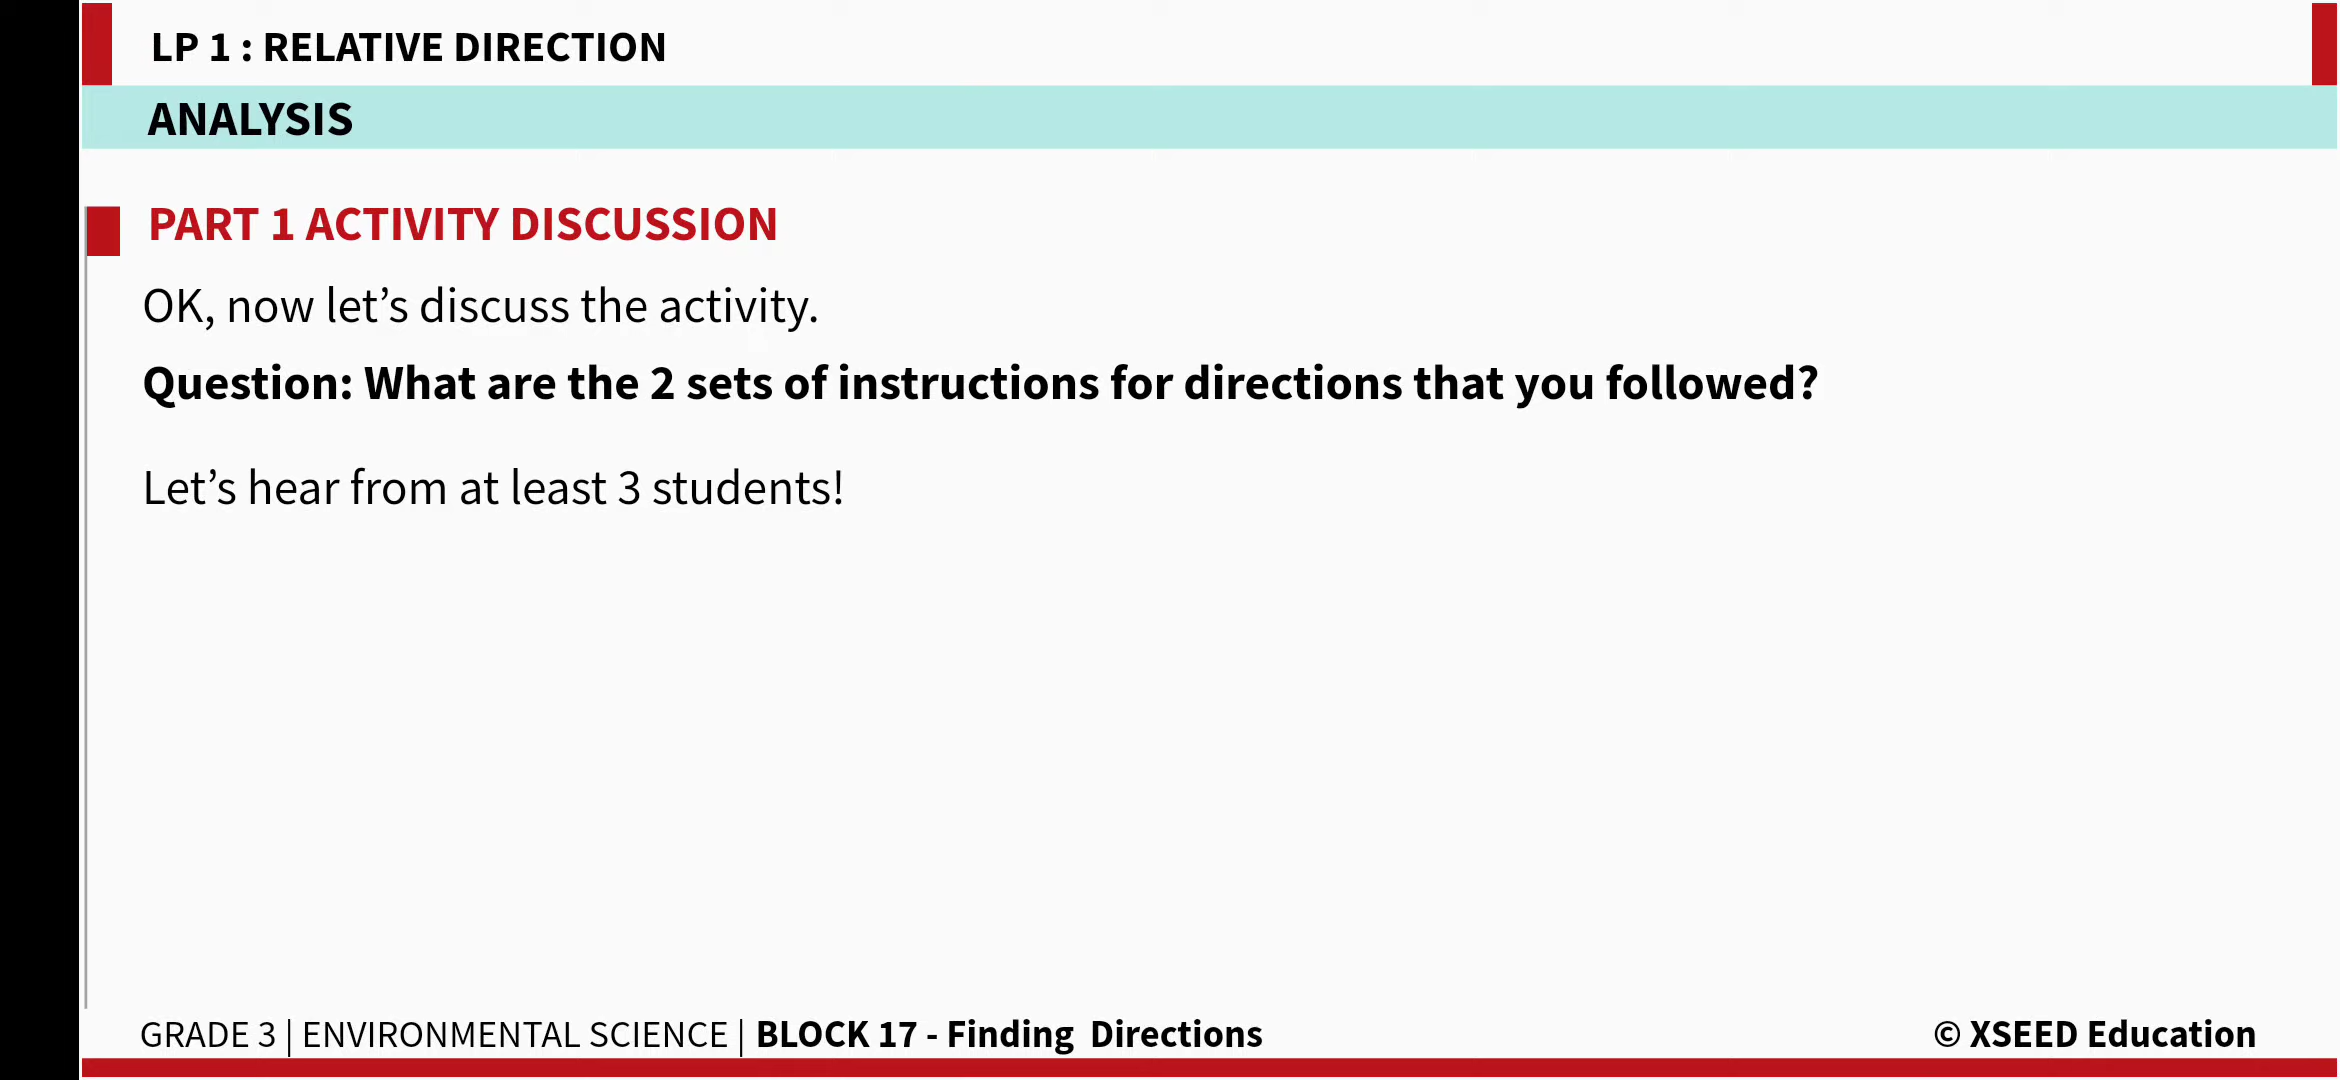 LP 1 : RELATIVE DIRECTION
ANALYSIS
PART 1 ACTIVITY DISCUSSION
OK, now let’s discuss the activity.
Question: What are the 2 sets of instructions for directions that you followed?
Let’s hear from at least 3 students!
GRADE 3 | ENVIRONMENTAL SCIENCE | BLOCK 17 - Finding  Directions
© XSEED Education